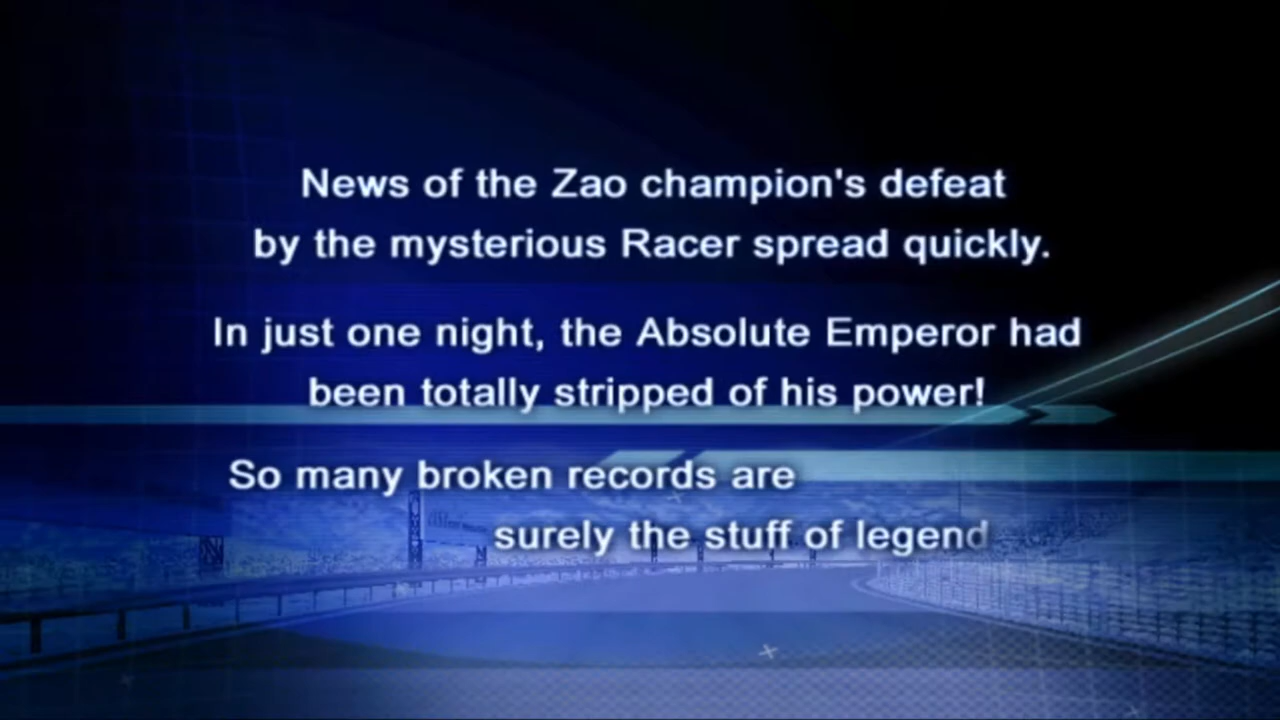 News of the Zao champion's defeat
by the mysterious Racer spread quickly.
In just one night, the Absolute Emperor had
been totally stripped of his power!
So many broken records are
surely the stuff of legend